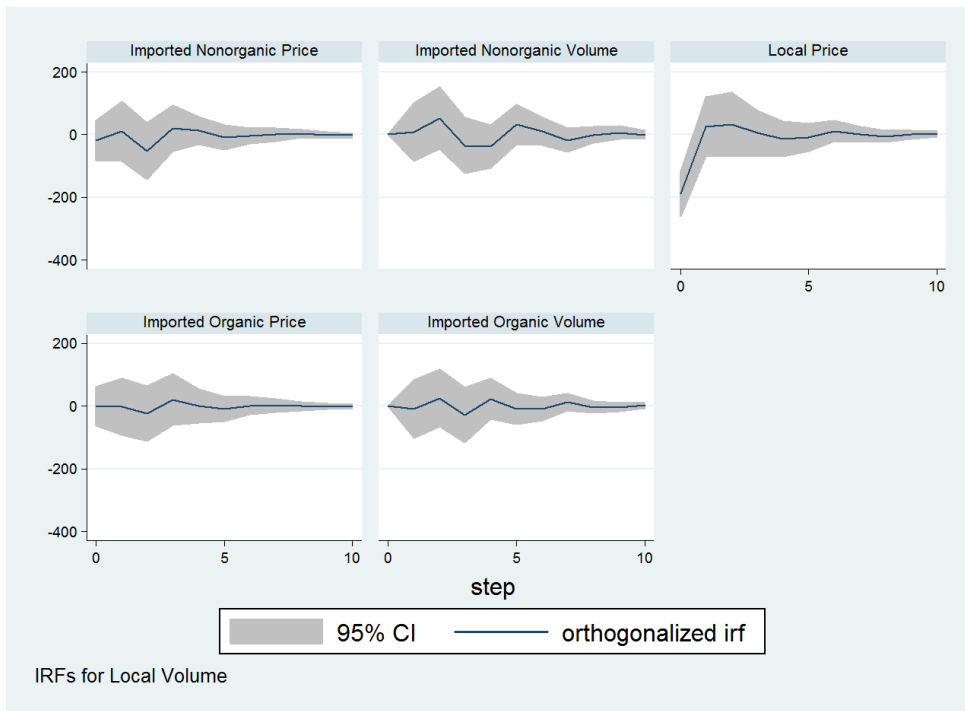 Imported Nonorganic Price
Imported Nonorganic Volume
Local Price
200
0
-200
-400
0
5
10
Imported Organic Price
Imported Organic Volume
200
0
-200
-400
0
5
10
0
5
10
step
95% CI
orthogonalized irf
IRFs for Local Volume